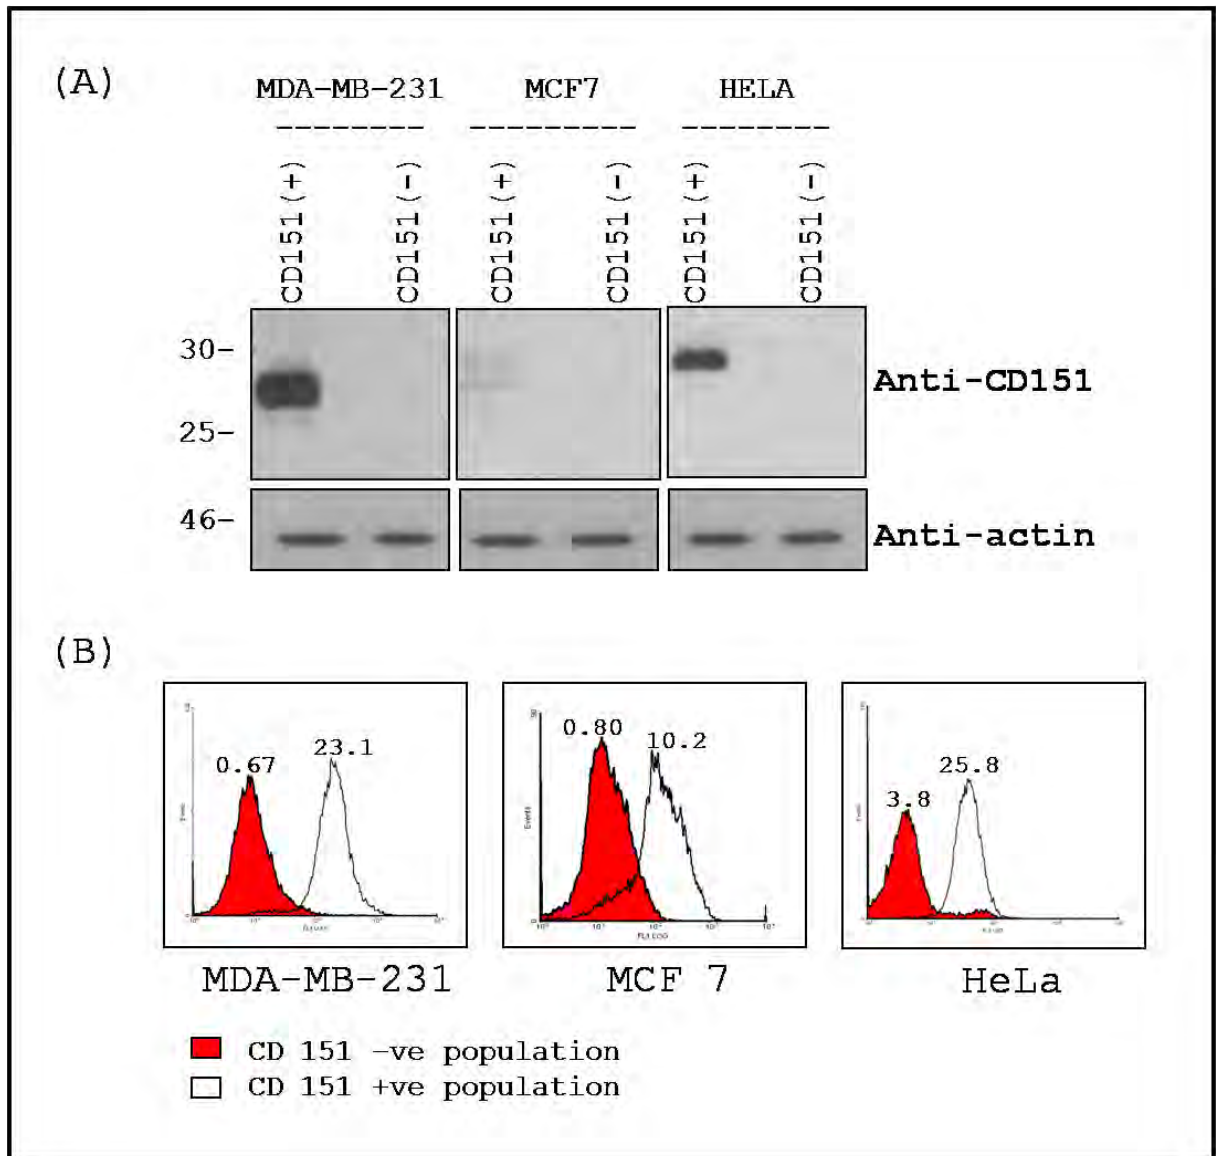 (A)
MDA-MB-231 MCF7 HELA
CD151(+) CD151(-) CD151(+) CD151(-) CD151(+) CD151(-)
30-
Anti-CD151
25-
46-
Anti-actin
(B)
0.67 23.1 0.80 10.2 3.8 25.8
Events
MDA-MB-231 MCF 7 HeLa
CD 151 -ve population
CD 151 +ve population